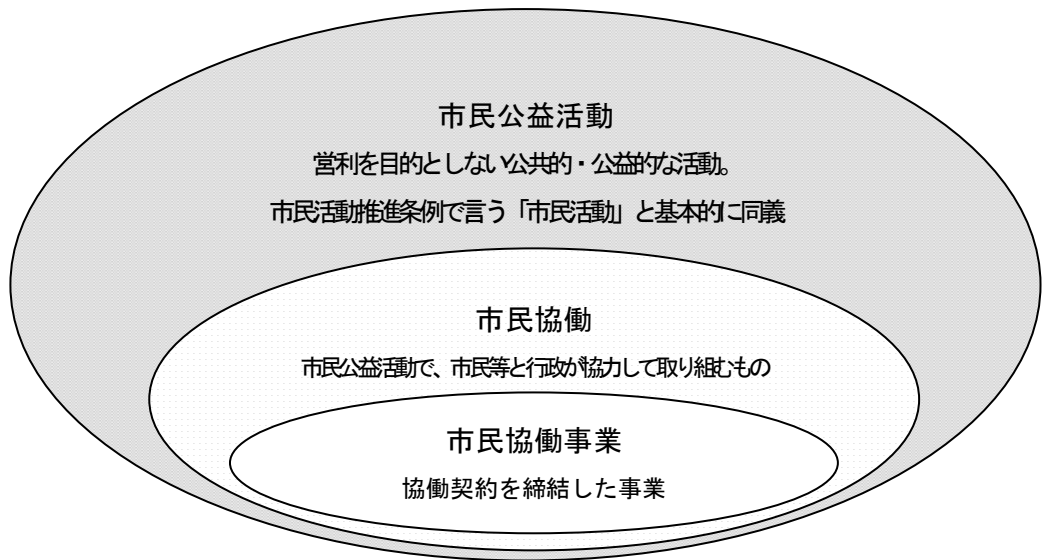 市民公益活動
営利を目的としない公共的・公益的な活動。
市民活動推進条例で言う「市民活動」と基本的に同義
市民協働
市民公益活動で、市民等と行政が協力して取り組むもの
市民協働事業
協働契約を締結した事業